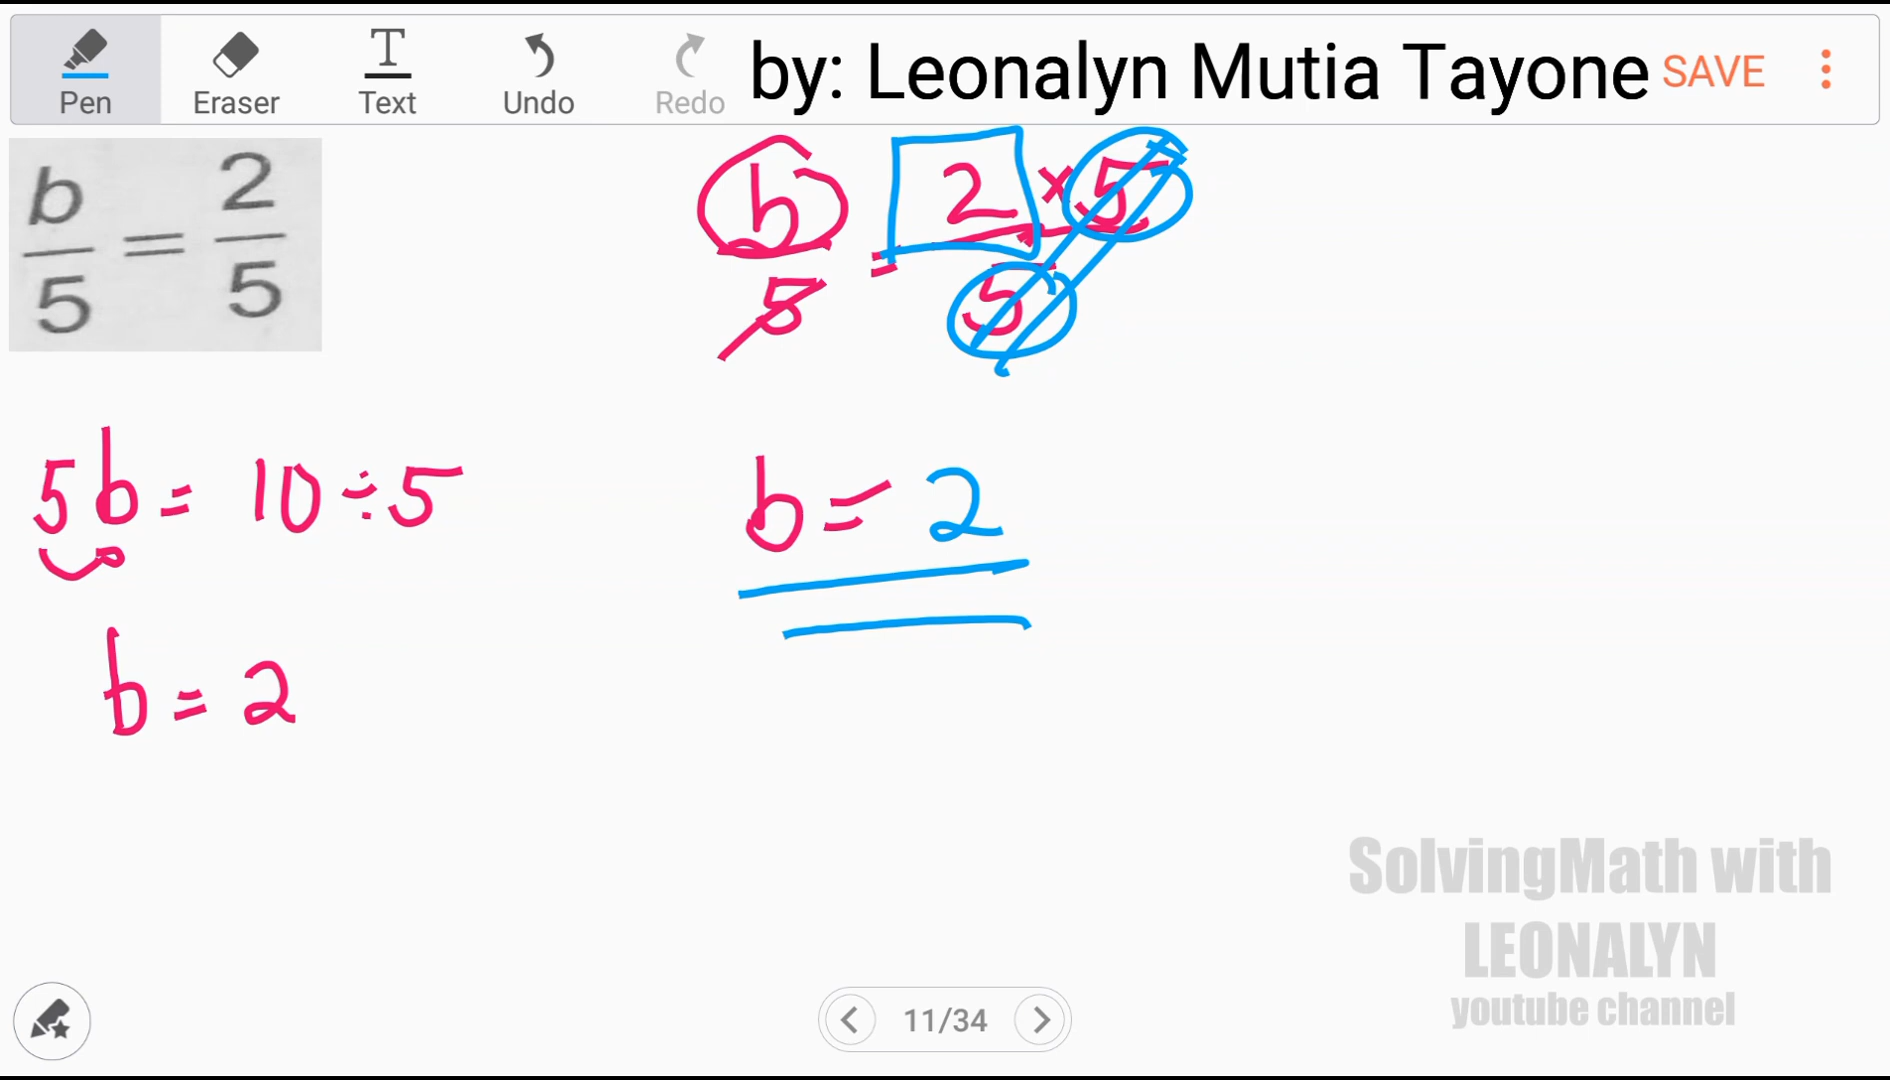 Pen Eraser Text Undo Redo by: Leonalyn Mutia Tayone SAVE
b/5 = 2/5
b/5 = 2 × 5/5
5b = 10 ÷ 5
b = 2
b = 2
SolvingMath with
LEONALYN
youtube channel
11/34